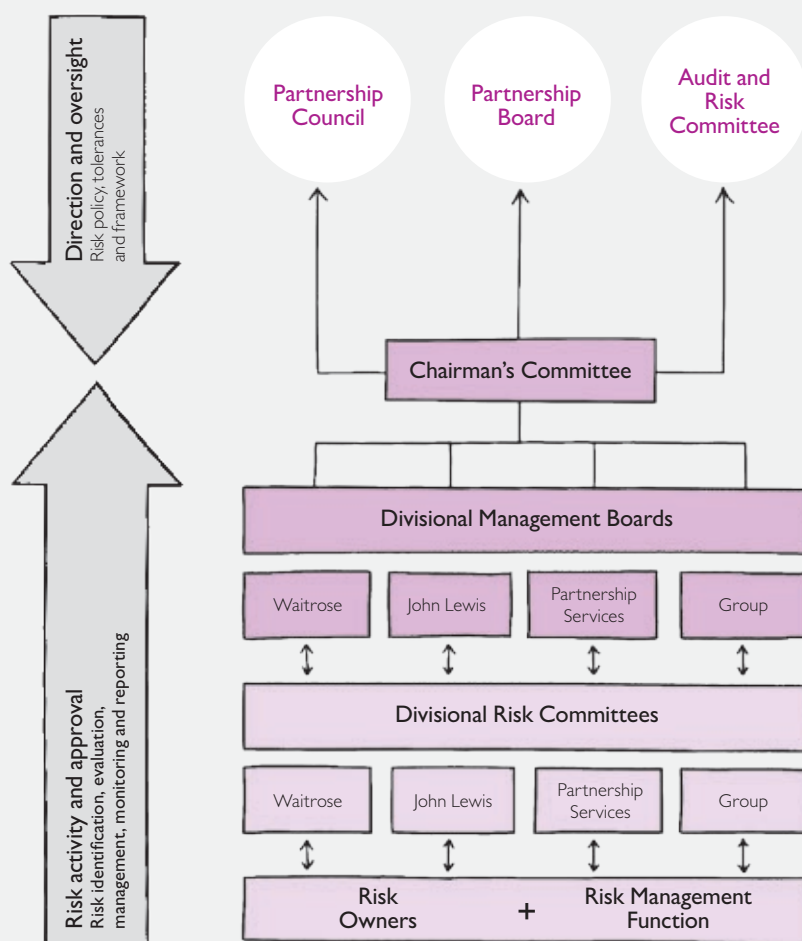 Direction and oversight
Risk policy, tolerances
and framework
Partnership
Council
Partnership
Board
Audit and
Risk
Committee
Chairman's Committee
Divisional Management Boards
Waitrose
John Lewis
Partnership
Services
Group
Divisional Risk Committees
Waitrose
John Lewis
Partnership
Services
Group
Risk
Owners
+
Risk Management
Function
Risk activity and approval
Risk identification, evaluation,
management, monitoring and reporting